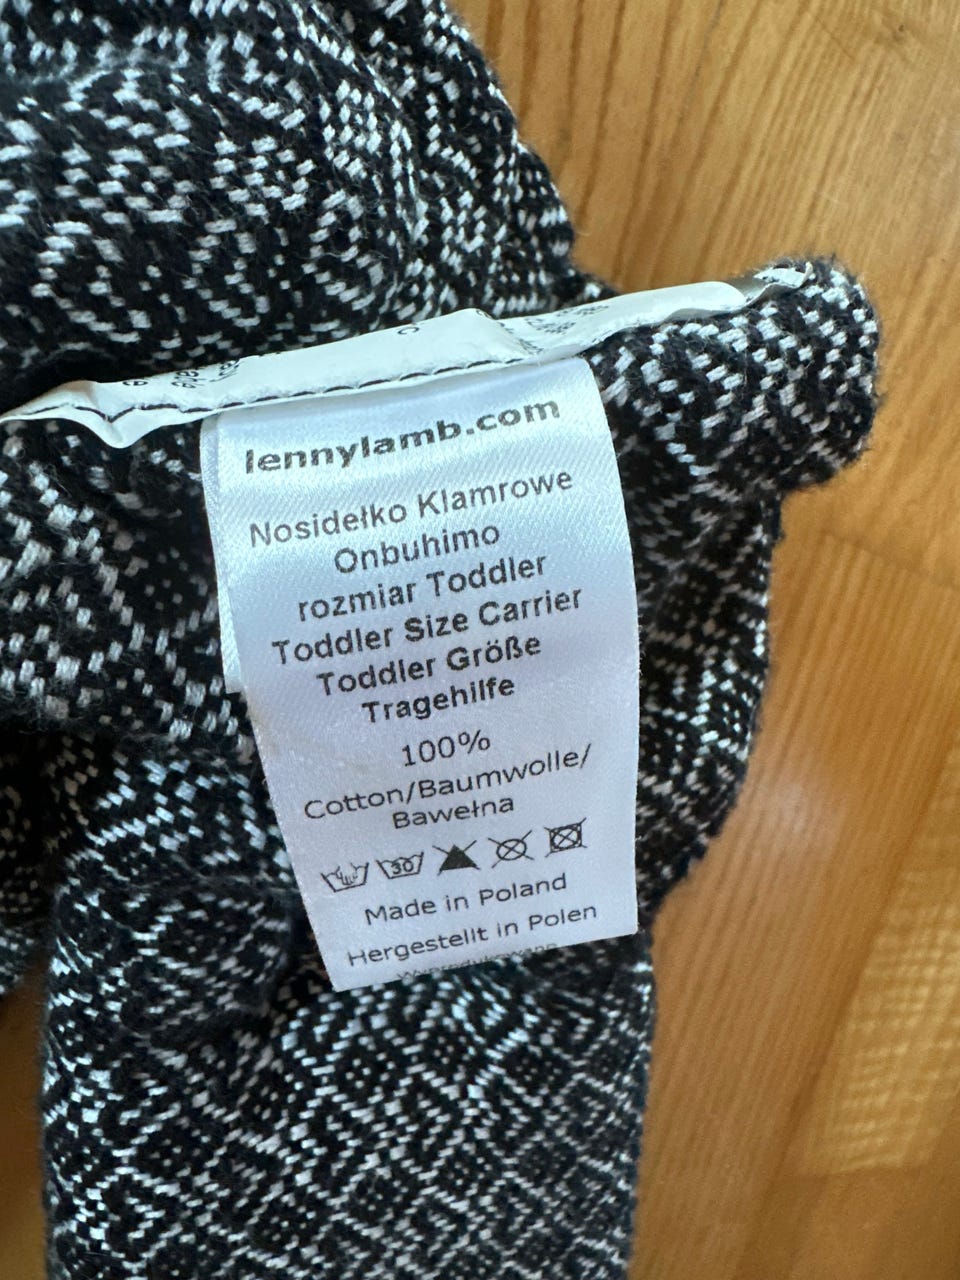 lennylamb.com
Nosidełko Klamrowe
Onbuhimo
rozmiar Toddler
Toddler Size Carrier
Toddler Größe
Tragehilfe
100%
Cotton/Baumwolle/
Bawełna
30
Made in Poland
Hergestellt in Polen